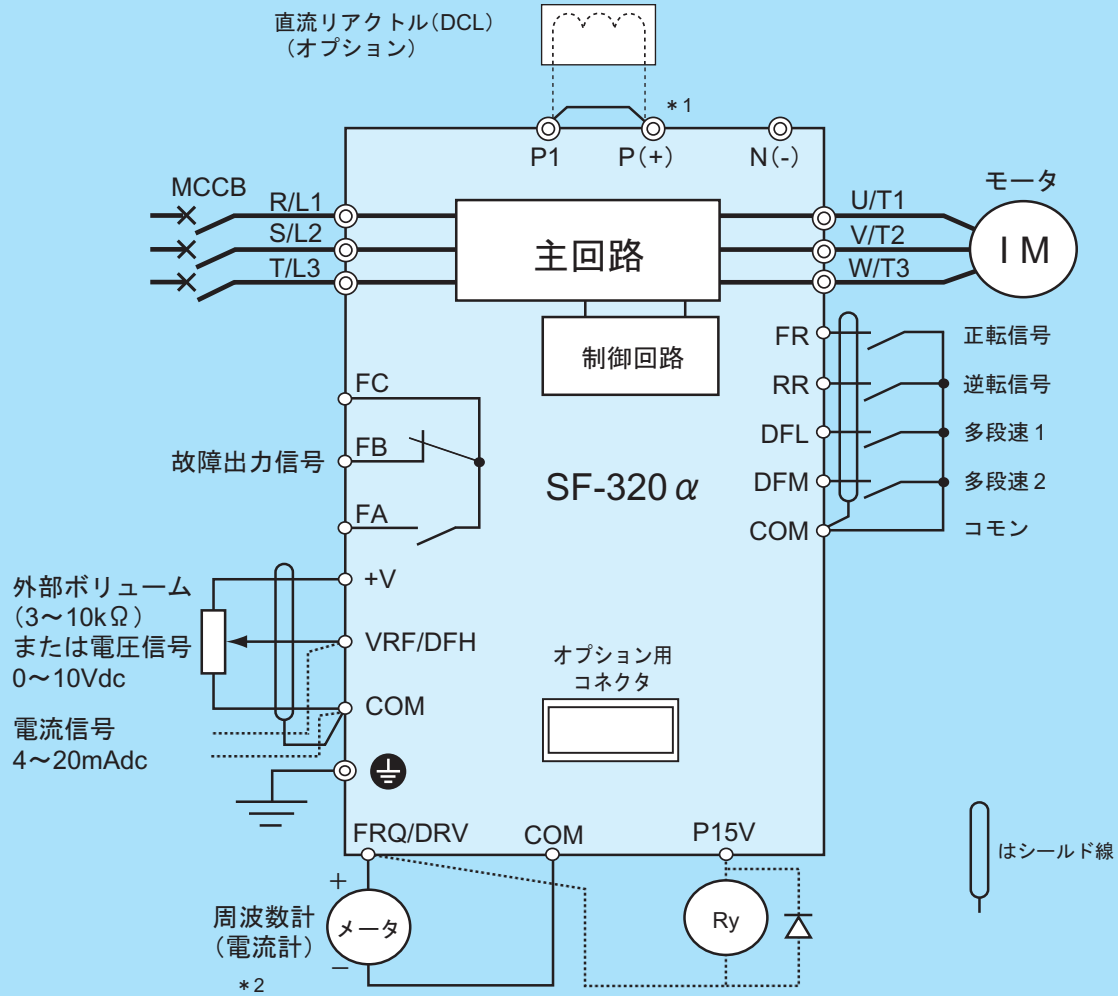 直流リアクトル(DCL)
(オプション)
*1
P1
P(+)
N(-)
MCCB
R/L1
S/L2
T/L3
主回路
制御回路
U/T1
V/T2
W/T3
モータ
IM
FC
FB
FA
故障出力信号
SF-320α
FR
RR
DFL
DFM
COM
正転信号
逆転信号
多段速1
多段速2
コモン
外部ボリューム
(3〜10kΩ)
または電圧信号
0〜10Vdc
電流信号
4〜20mAdc
+V
VRF/DFH
COM
オプション用
コネクタ
FRQ/DRV
COM
P15V
+
メータ
−
周波数計
(電流計)
*2
Ry
はシールド線